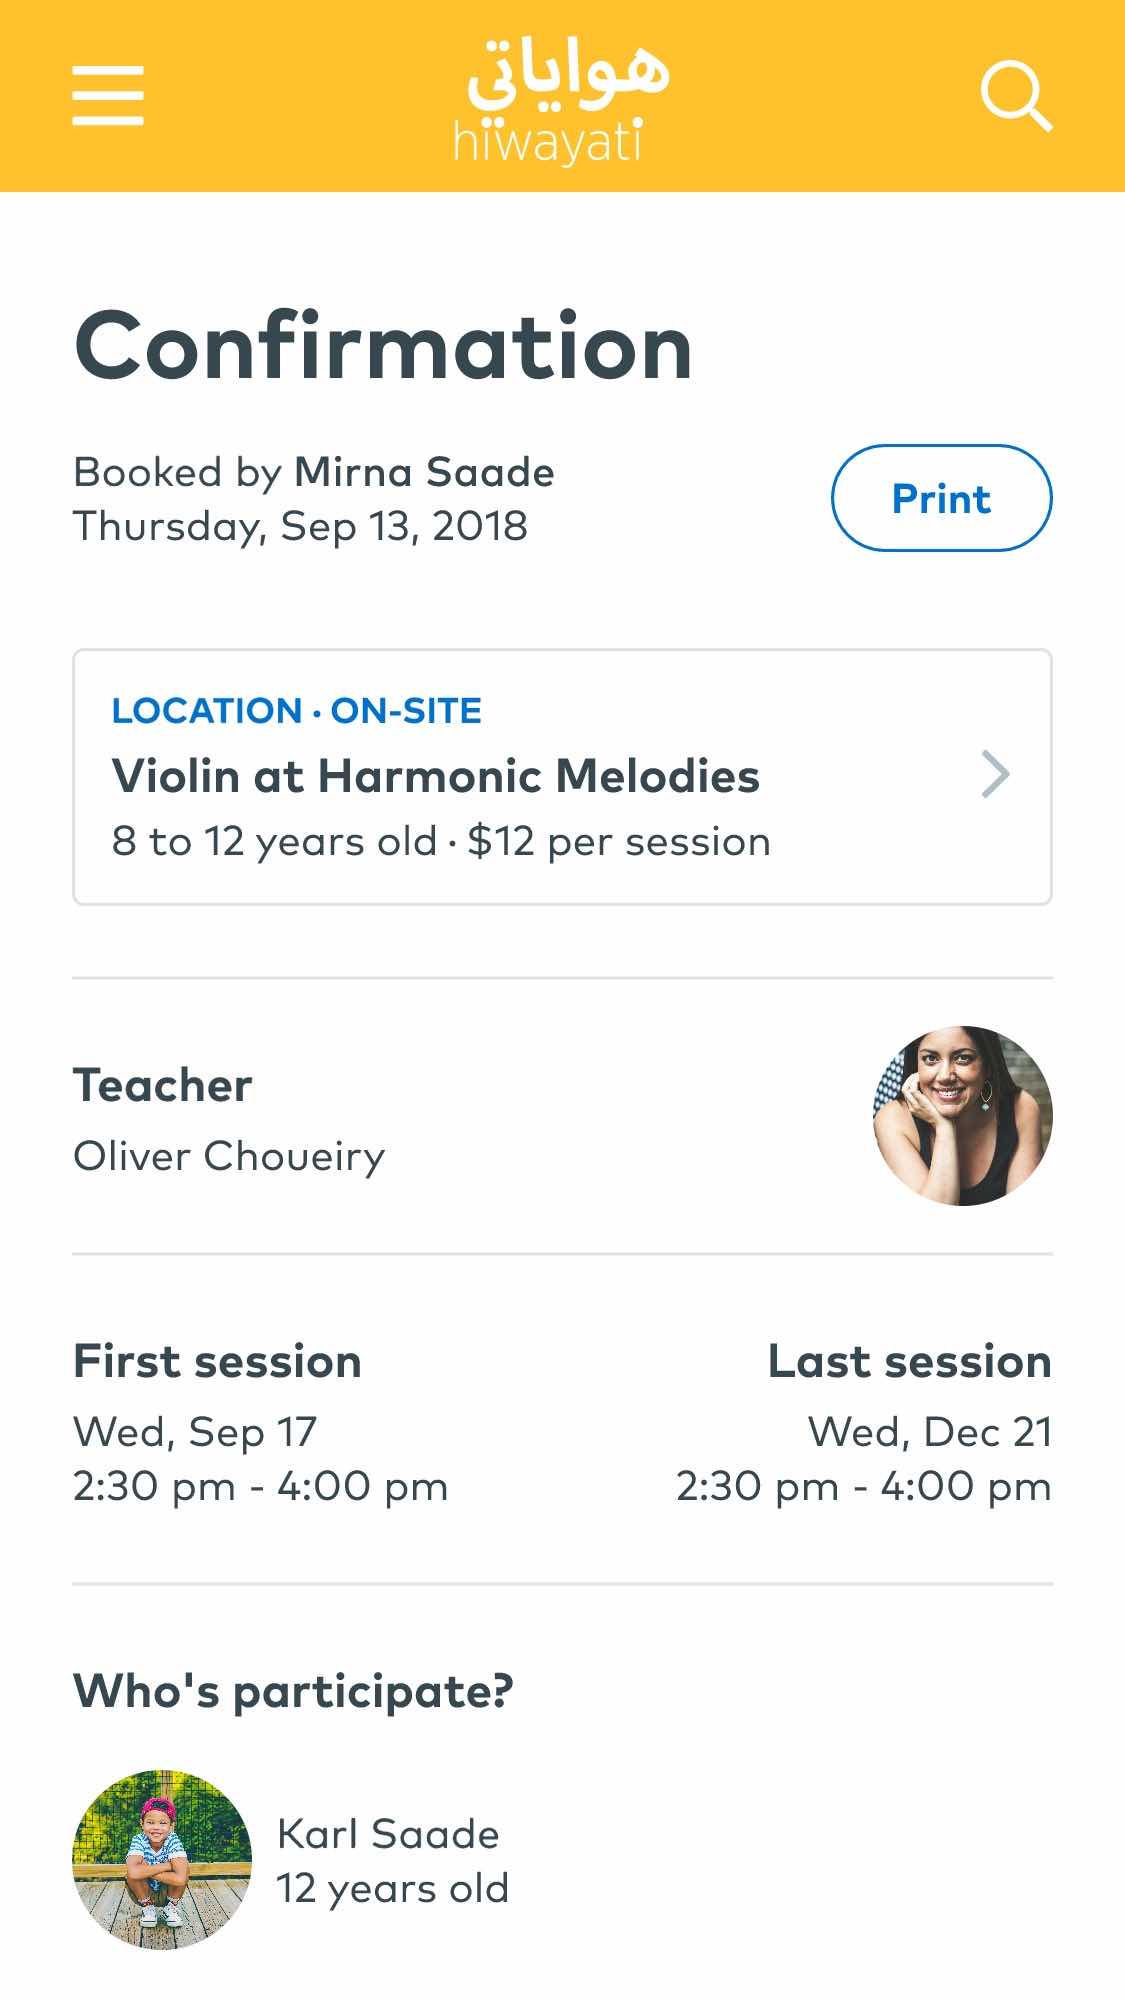 هواياتي
hiwayati
Confirmation
Booked by Mirna Saade
Thursday, Sep 13, 2018
Print
LOCATION · ON-SITE
Violin at Harmonic Melodies
8 to 12 years old · $12 per session
Teacher
Oliver Choueiry
First session
Wed, Sep 17
2:30 pm - 4:00 pm
Last session
Wed, Dec 21
2:30 pm - 4:00 pm
Who's participate?
Karl Saade
12 years old